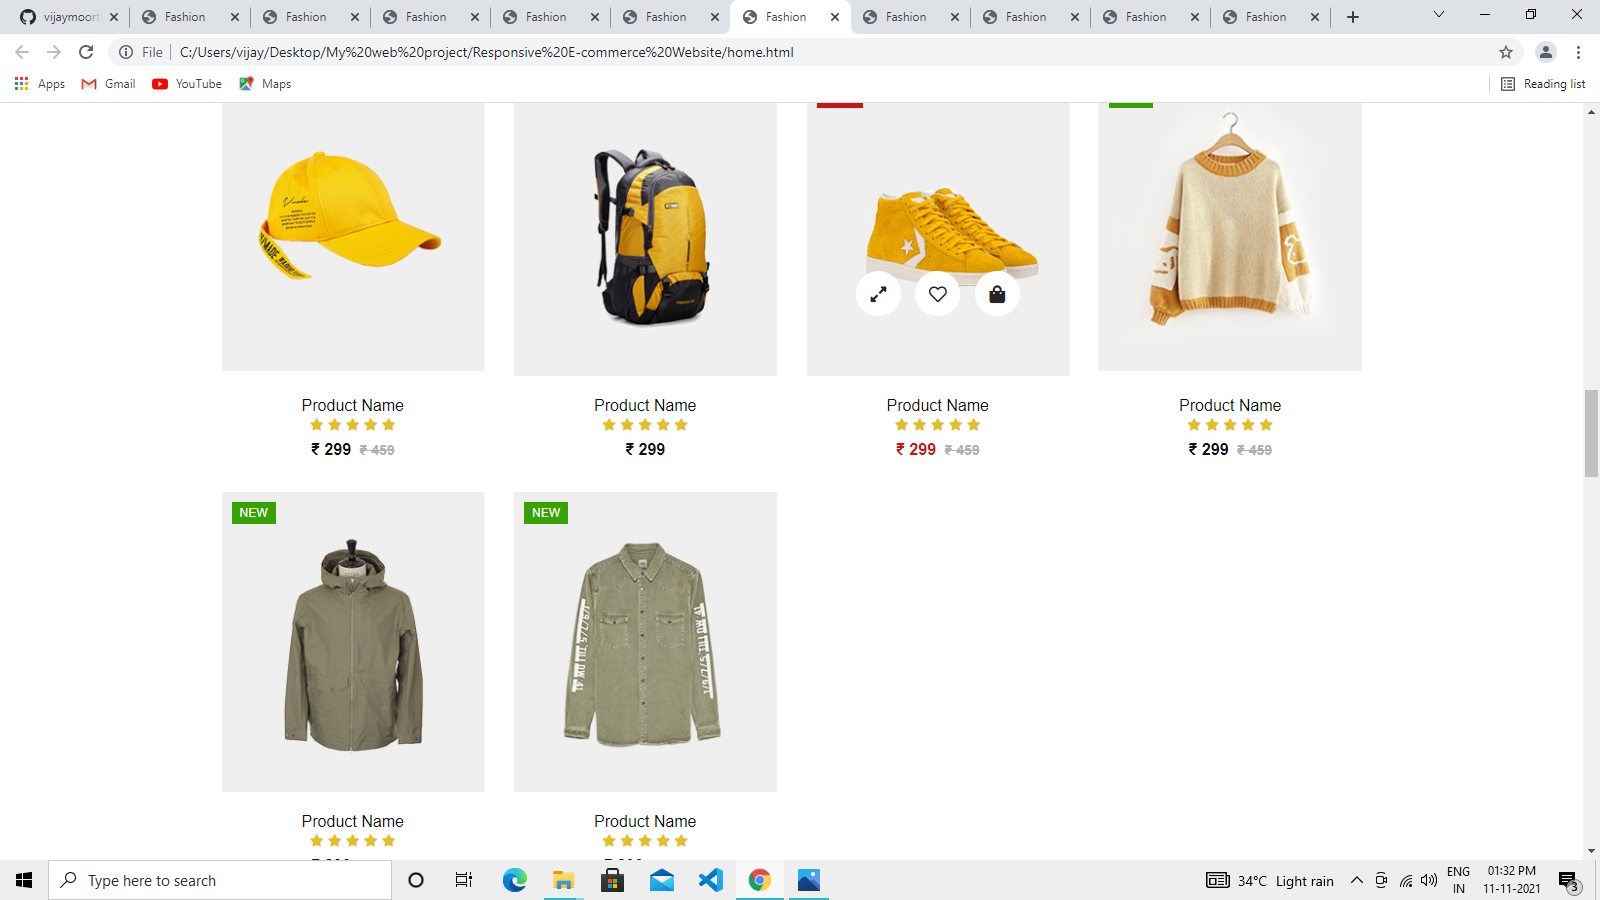 vijaymoort Fashion Fashion Fashion Fashion Fashion Fashion Fashion Fashion Fashion Fashion
File C:/Users/vijay/Desktop/My%20web%20project/Responsive%20E-commerce%20Website/home.html
Apps Gmail YouTube Maps Reading list
Product Name Product Name Product Name Product Name
₹ 299 ₹ 459 ₹ 299 ₹ 299 ₹ 459 ₹ 299 ₹ 459
NEW NEW
Product Name Product Name
Type here to search
34°C Light rain
ENG
IN
01:32 PM
11-11-2021
3